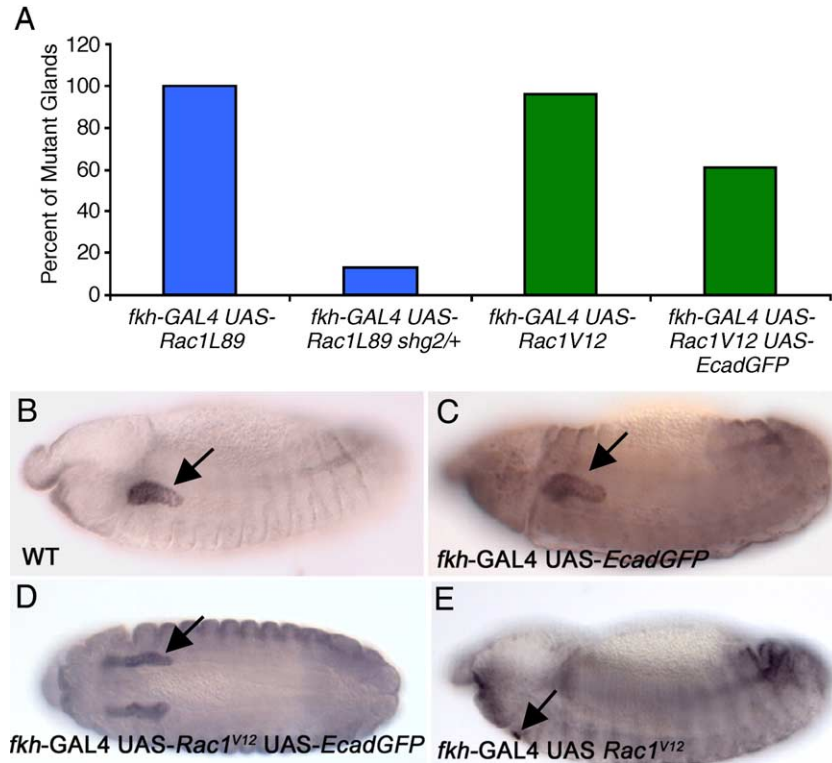 A
Percent of Mutant Glands
120
100
80
60
40
20
0
fkh-GAL4 UAS-
Rac1L89
fkh-GAL4 UAS-
Rac1L89 shg2/+
fkh-GAL4 UAS-
Rac1V12
fkh-GAL4 UAS-
Rac1V12 UAS-
EcadGFP
B
WT
C
fkh-GAL4 UAS-EcadGFP
D
fkh-GAL4 UAS-Rac1V12 UAS-EcadGFP
E
fkh-GAL4 UAS Rac1V12